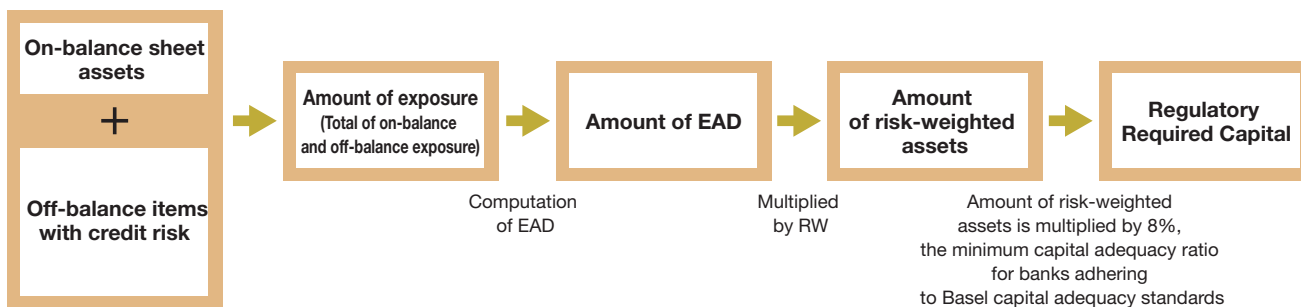 On-balance sheet
assets
+
Off-balance items
with credit risk
Amount of exposure
(Total of on-balance
and off-balance exposure)
Computation
of EAD
Amount of EAD
Multiplied
by RW
Amount
of risk-weighted
assets
Amount of risk-weighted
assets is multiplied by 8%,
the minimum capital adequacy ratio
for banks adhering
to Basel capital adequacy standards
Regulatory
Required Capital